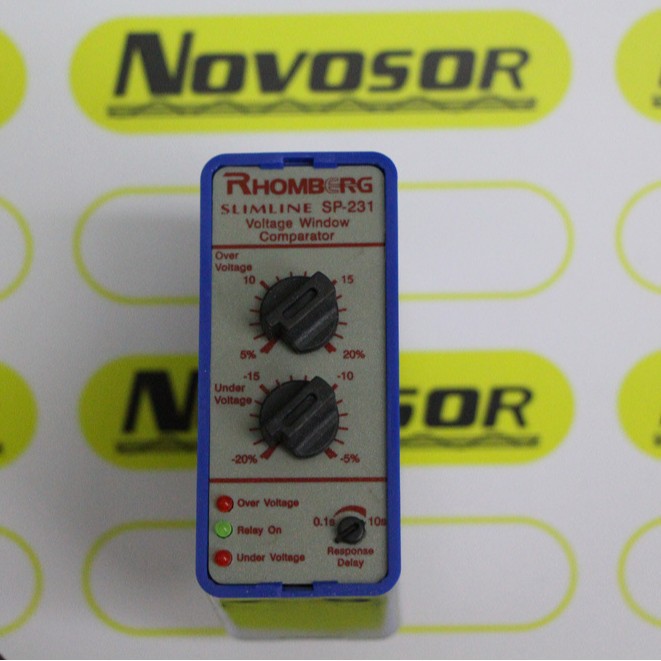 NOVOSOR
RHOMBERG
SLIMLINE SP-231
Voltage Window
Comparator
Over
Voltage
10 15
5% 20%
-15 -10
Under
Voltage
-20% -5%
Over Voltage
Relay On
Under Voltage
0.1s 10s
Response
Delay